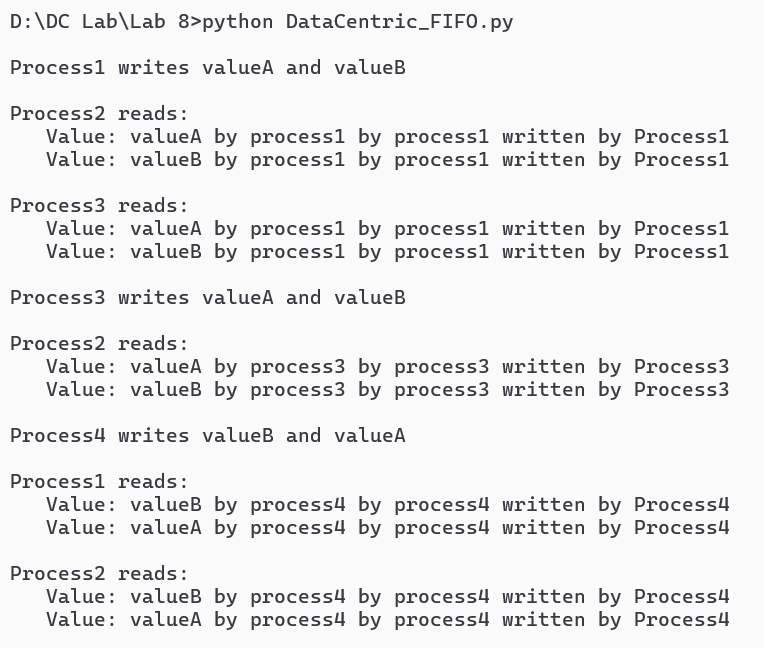 D:\DC Lab\Lab 8>python DataCentric_FIFO.py
Process1 writes valueA and valueB
Process2 reads:
Value: valueA by process1 by process1 written by Process1
Value: valueB by process1 by process1 written by Process1
Process3 reads:
Value: valueA by process1 by process1 written by Process1
Value: valueB by process1 by process1 written by Process1
Process3 writes valueA and valueB
Process2 reads:
Value: valueA by process3 by process3 written by Process3
Value: valueB by process3 by process3 written by Process3
Process4 writes valueB and valueA
Process1 reads:
Value: valueB by process4 by process4 written by Process4
Value: valueA by process4 by process4 written by Process4
Process2 reads:
Value: valueB by process4 by process4 written by Process4
Value: valueA by process4 by process4 written by Process4